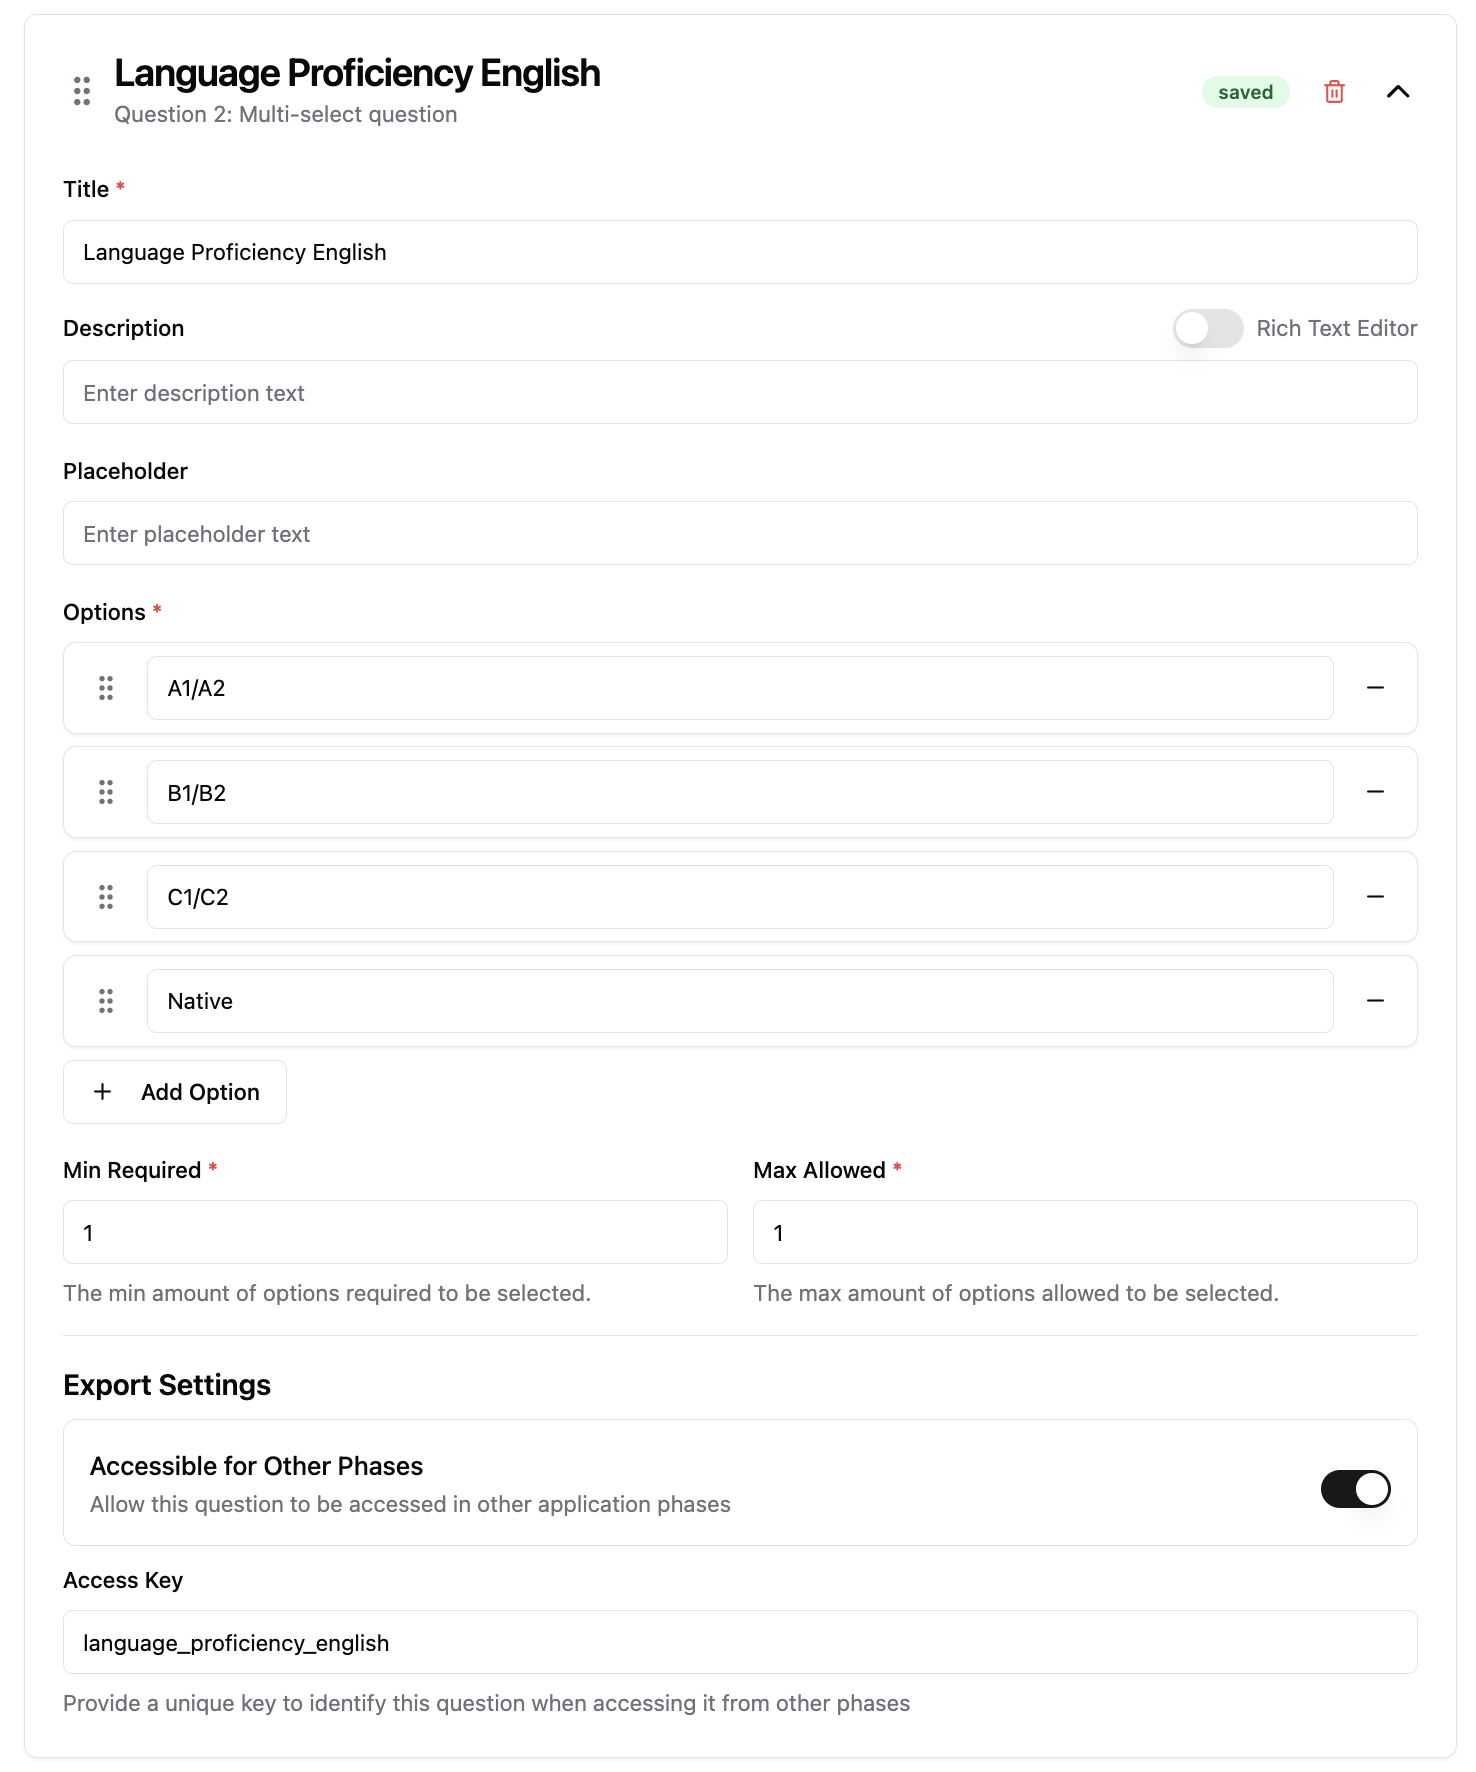 Language Proficiency English
Question 2: Multi-select question
saved
Title *
Language Proficiency English
Description
Rich Text Editor
Enter description text
Placeholder
Enter placeholder text
Options *
A1/A2
B1/B2
C1/C2
Native
Add Option
Min Required *
Max Allowed *
1
1
The min amount of options required to be selected.
The max amount of options allowed to be selected.
Export Settings
Accessible for Other Phases
Allow this question to be accessed in other application phases
Access Key
language_proficiency_english
Provide a unique key to identify this question when accessing it from other phases